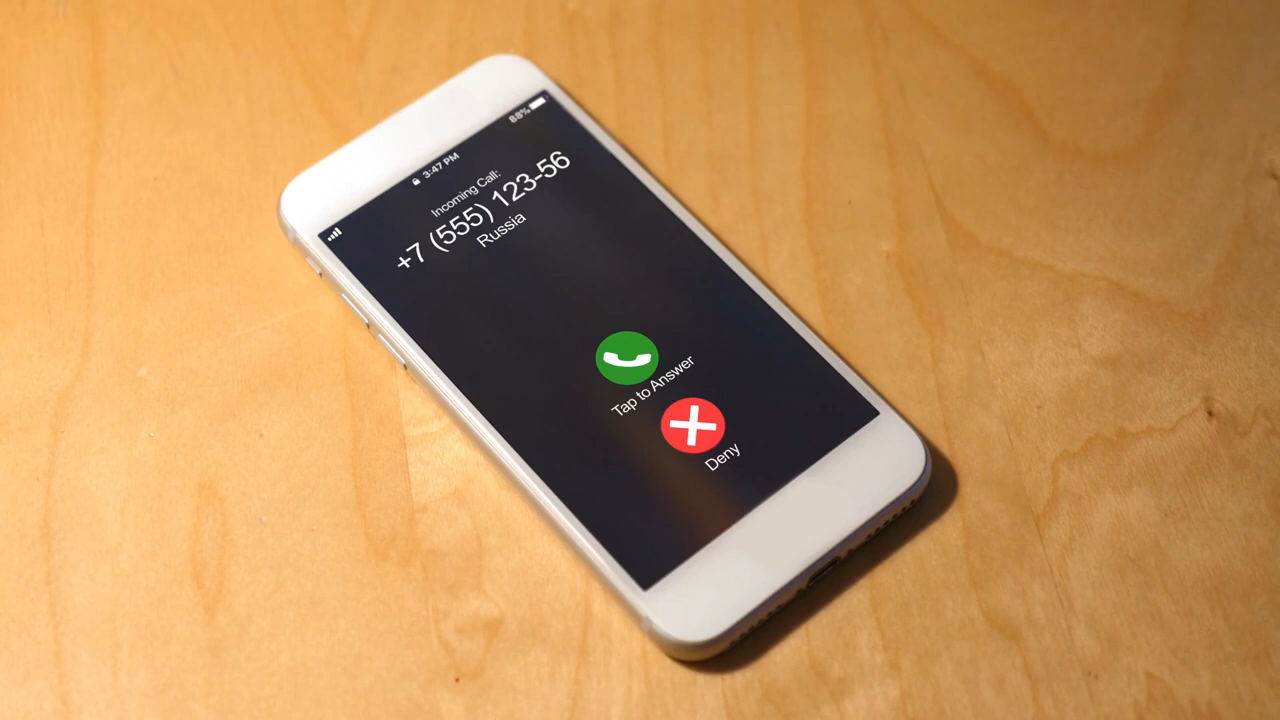 88%
3:47 PM
Incoming Call:
+7 (555) 123-56
Russia
Tap to Answer
Deny